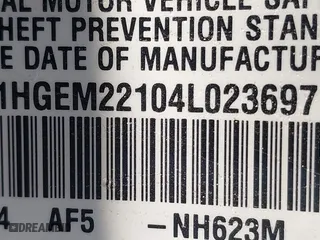 AL MOTOR VEHICLE SAF
HEFT PREVENTION STAN
E DATE OF MANUFACTUR
1HGEM22104L023697
4 AF5 -NH623M